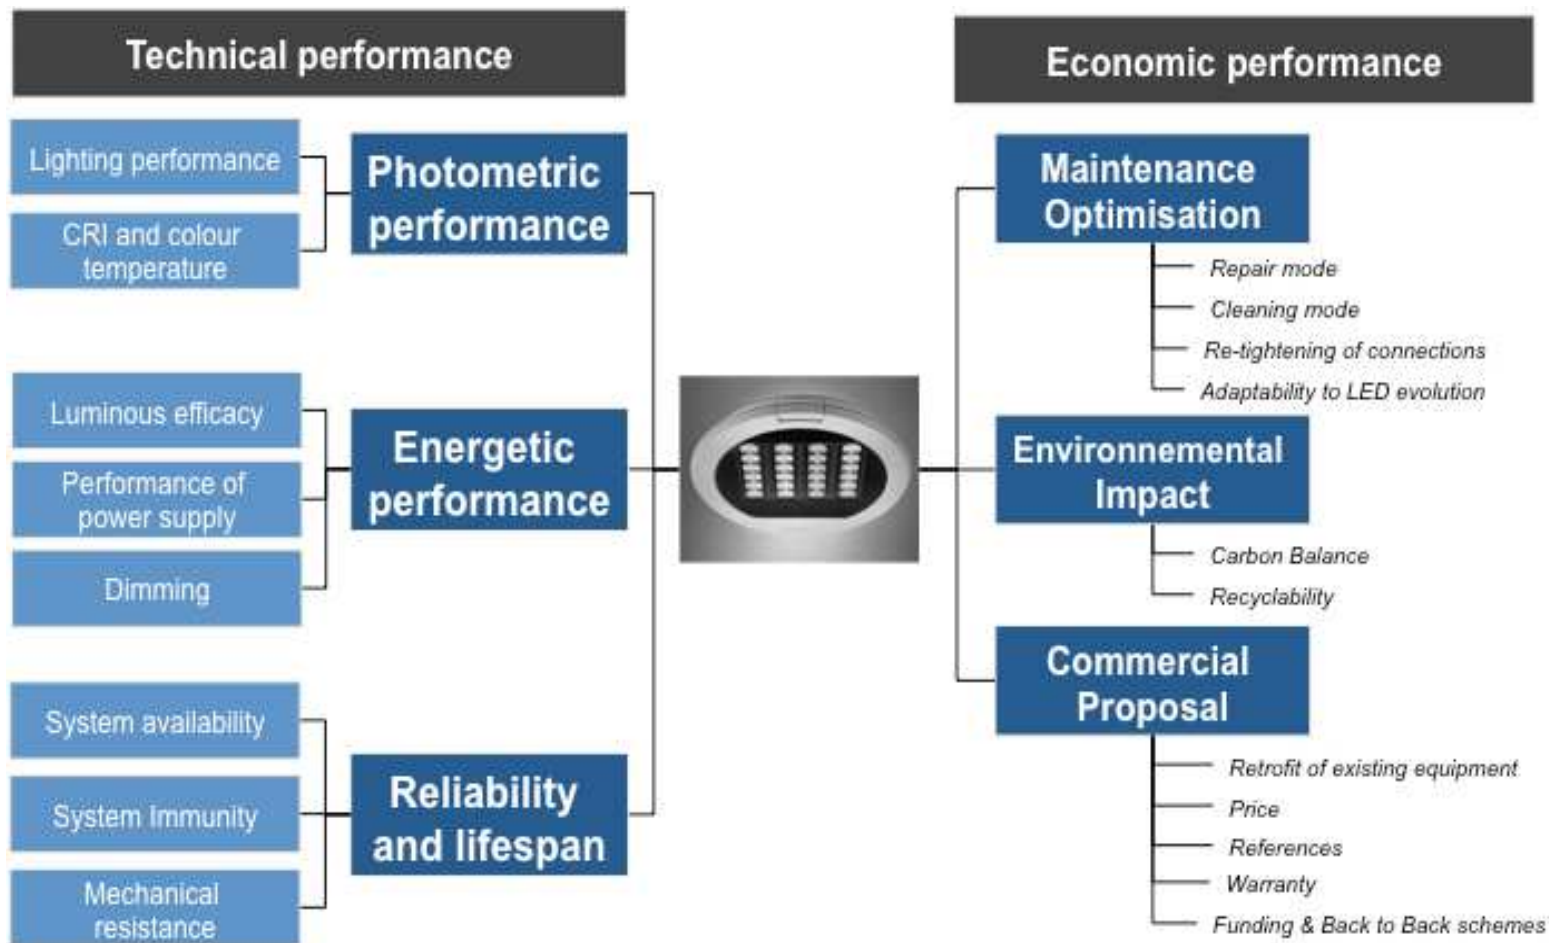 Technical performance
Lighting performance
CRI and colour
temperature
Photometric
performance
Luminous efficacy
Performance of
power supply
Dimming
Energetic
performance
System availability
System Immunity
Mechanical
resistance
Reliability
and lifespan
Economic performance
Maintenance
Optimisation
Repair mode
Cleaning mode
Re-tightening of connections
Adaptability to LED evolution
Environnemental
Impact
Carbon Balance
Recyclability
Commercial
Proposal
Retrofit of existing equipment
Price
References
Warranty
Funding & Back to Back schemes